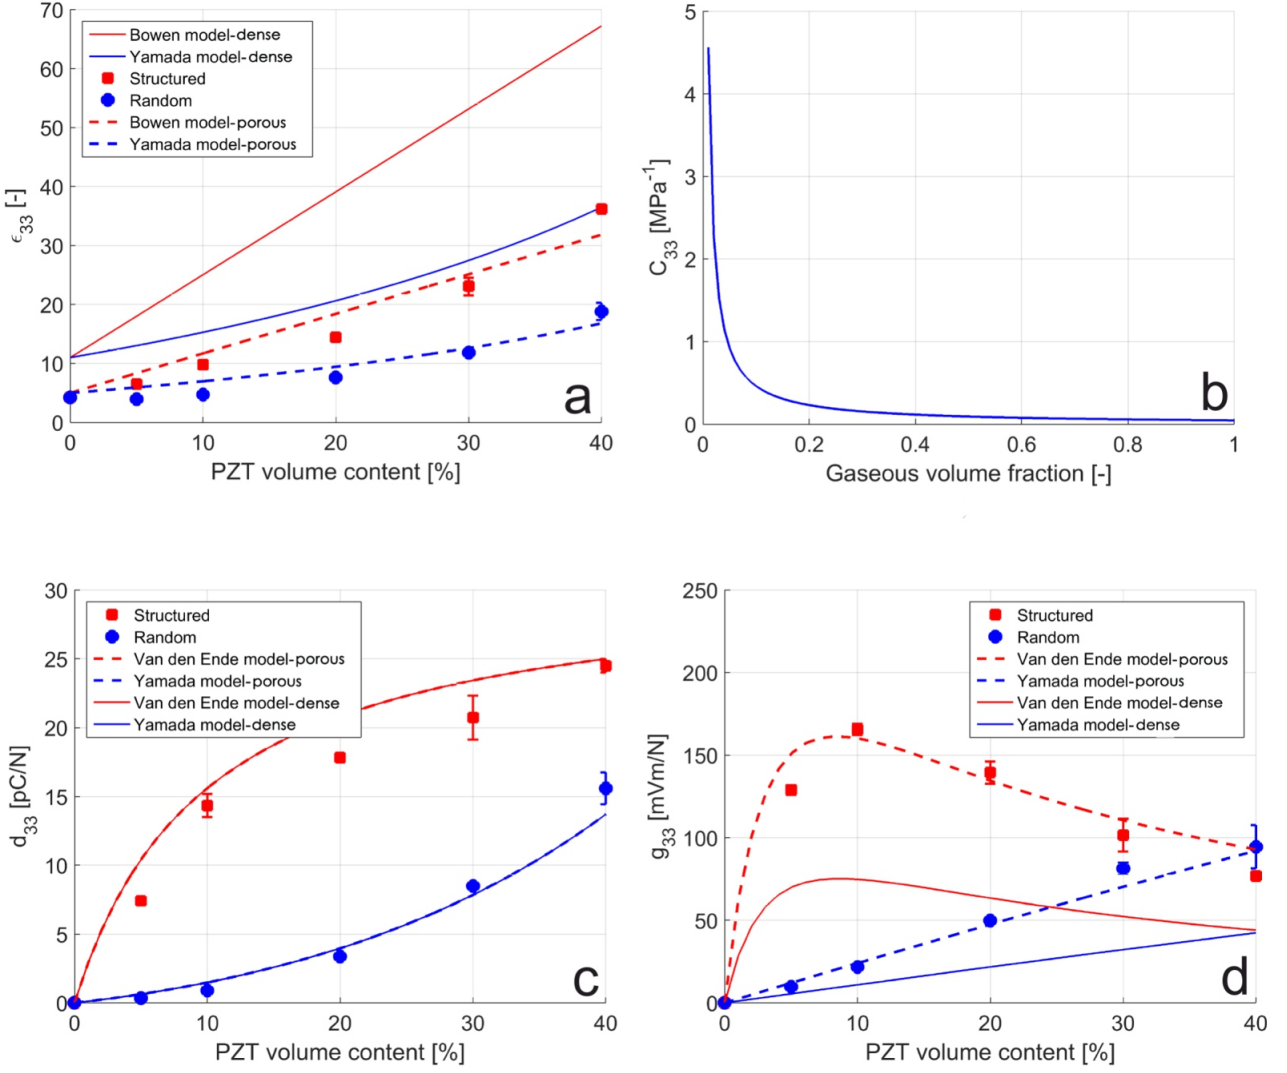 70
60
50
40
30
20
10
0
ϵ33 [-]
Bowen model-dense
Yamada model-dense
Structured
Random
Bowen model-porous
Yamada model-porous
a
0 10 20 30 40
PZT volume content [%]
5
4
3
2
1
0
C33 [MPa-1]
b
0 0.2 0.4 0.6 0.8 1
Gaseous volume fraction [-]
30
25
20
15
10
5
0
d33 [pC/N]
Structured
Random
Van den Ende model-porous
Yamada model-porous
Van den Ende model-dense
Yamada model-dense
c
0 10 20 30 40
PZT volume content [%]
250
200
150
100
50
0
g33 [mVm/N]
Structured
Random
Van den Ende model-porous
Yamada model-porous
Van den Ende model-dense
Yamada model-dense
d
0 10 20 30 40
PZT volume content [%]